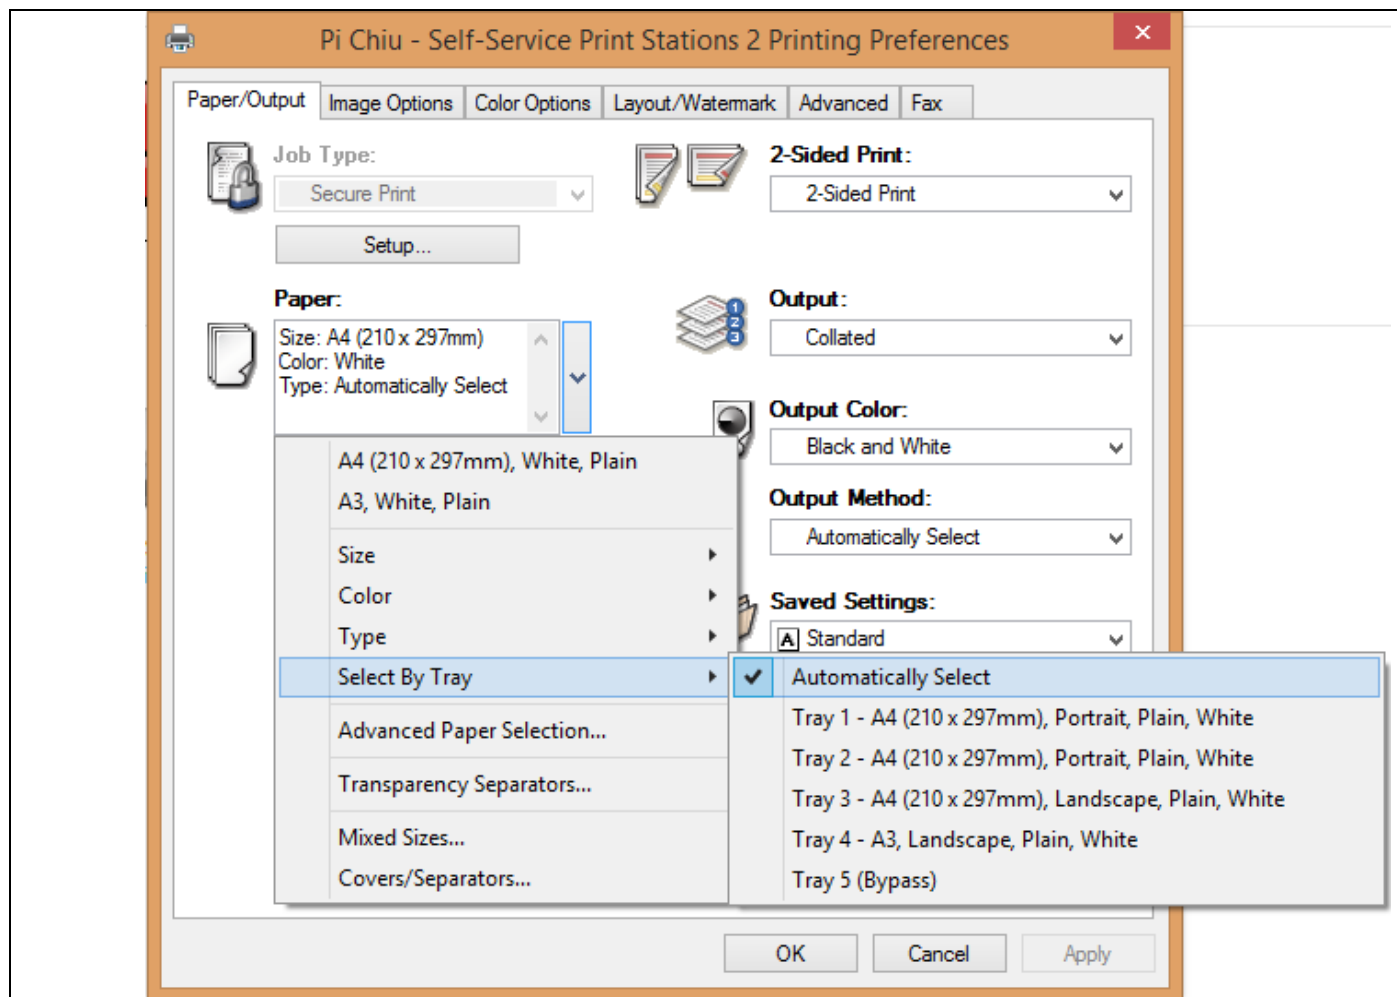 Pi Chiu - Self-Service Print Stations 2 Printing Preferences
Paper/Output
Image Options
Color Options
Layout/Watermark
Advanced
Fax
Job Type:
Secure Print
Setup...
2-Sided Print:
2-Sided Print
Paper:
Size: A4 (210 x 297mm)
Color: White
Type: Automatically Select
Output:
Collated
1
2
3
Output Color:
Black and White
Output Method:
Automatically Select
Saved Settings:
A Standard
A4 (210 x 297mm), White, Plain
A3, White, Plain
Size
Color
Type
Select By Tray
Advanced Paper Selection...
Transparency Separators...
Mixed Sizes...
Covers/Separators...
Automatically Select
Tray 1 - A4 (210 x 297mm), Portrait, Plain, White
Tray 2 - A4 (210 x 297mm), Portrait, Plain, White
Tray 3 - A4 (210 x 297mm), Landscape, Plain, White
Tray 4 - A3, Landscape, Plain, White
Tray 5 (Bypass)
OK
Cancel
Apply